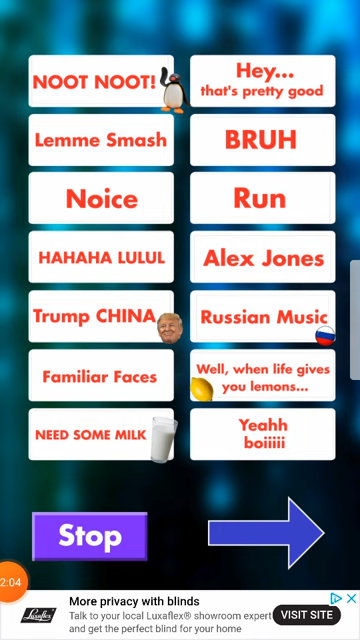 NOOT NOOT!
Hey...
that's pretty good
Lemme Smash
BRUH
Noice
Run
HAHAHA LULUL
Alex Jones
Trump CHINA
Russian Music
Familiar Faces
Well, when life gives
you lemons...
NEED SOME MILK
Yeahh
boiiiii
Stop
2:04
More privacy with blinds
Luxaflex®
Talk to your local Luxaflex® showroom expert
and get the perfect blind for your home
VISIT SITE